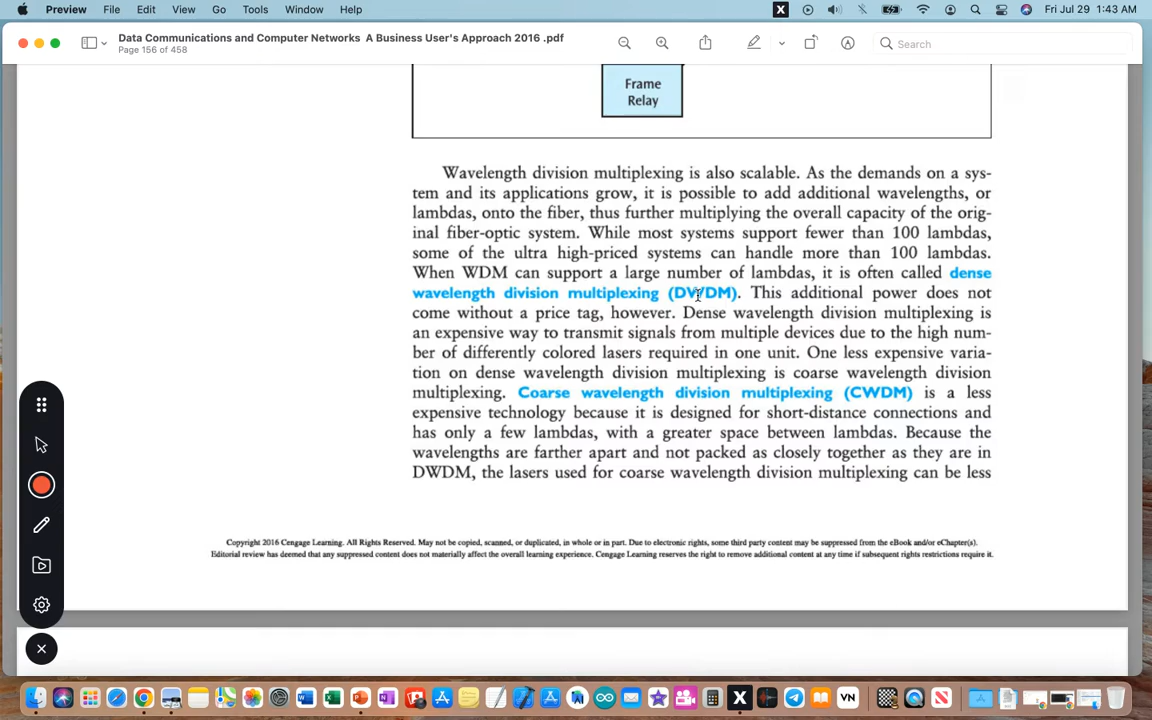 Preview File Edit View Go Tools Window Help X Fri Jul 29 1:43 AM
Data Communications and Computer Networks A Business User's Approach 2016 .pdf
Page 156 of 458
Search
Frame
Relay
Wavelength division multiplexing is also scalable. As the demands on a sys-
tem and its applications grow, it is possible to add additional wavelengths, or
lambdas, onto the fiber, thus further multiplying the overall capacity of the orig-
inal fiber-optic system. While most systems support fewer than 100 lambdas,
some of the ultra high-priced systems can handle more than 100 lambdas.
When WDM can support a large number of lambdas, it is often called dense
wavelength division multiplexing (DWDM). This additional power does not
come without a price tag, however. Dense wavelength division multiplexing is
an expensive way to transmit signals from multiple devices due to the high num-
ber of differently colored lasers required in one unit. One less expensive varia-
tion on dense wavelength division multiplexing is coarse wavelength division
multiplexing. Coarse wavelength division multiplexing (CWDM) is a less
expensive technology because it is designed for short-distance connections and
has only a few lambdas, with a greater space between lambdas. Because the
wavelengths are farther apart and not packed as closely together as they are in
DWDM, the lasers used for coarse wavelength division multiplexing can be less
Copyright 2016 Cengage Learning. All Rights Reserved. May not be copied, scanned, or duplicated, in whole or in part. Due to electronic rights, some third party content may be suppressed from the eBook and/or eChapter(s).
Editorial review has deemed that any suppressed content does not materially affect the overall learning experience. Cengage Learning reserves the right to remove additional content at any time if subsequent rights restrictions require it.
X VN